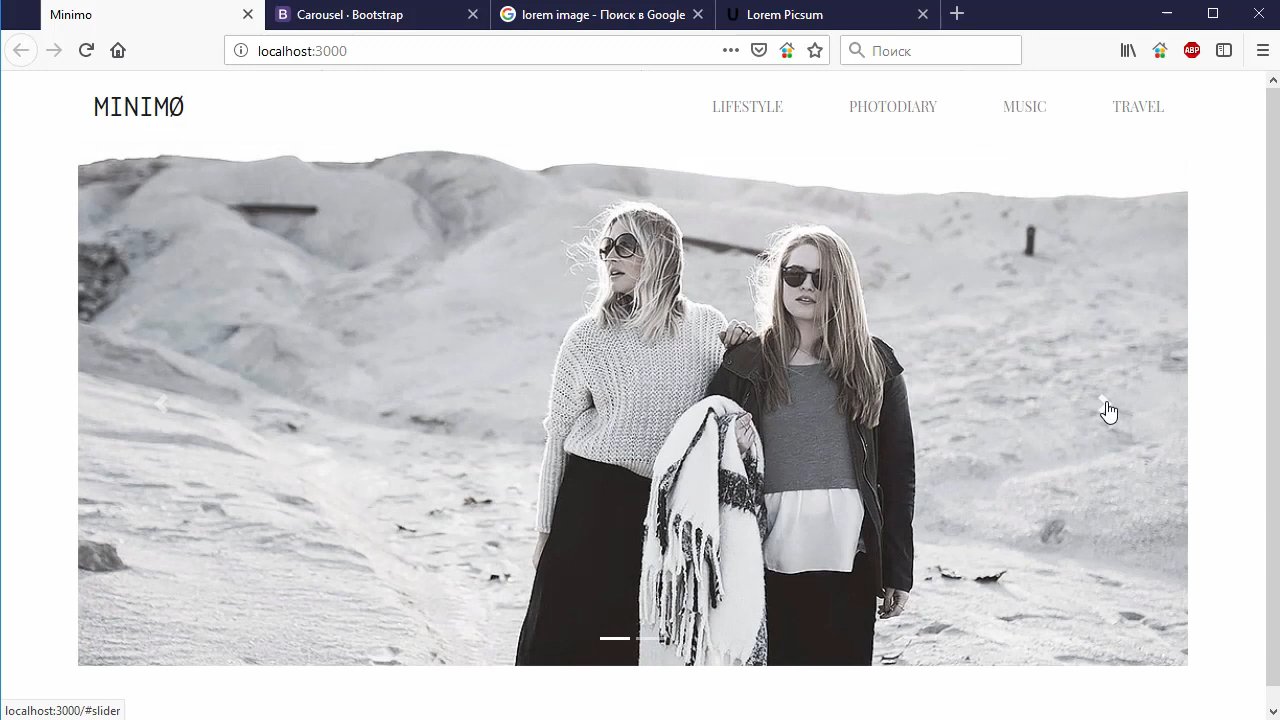 Minimo
Carousel · Bootstrap
lorem image - Поиск в Google
Lorem Picsum
localhost:3000
Поиск
ABP
MINIMØ
LIFESTYLE
PHOTODIARY
MUSIC
TRAVEL
localhost:3000/#slider